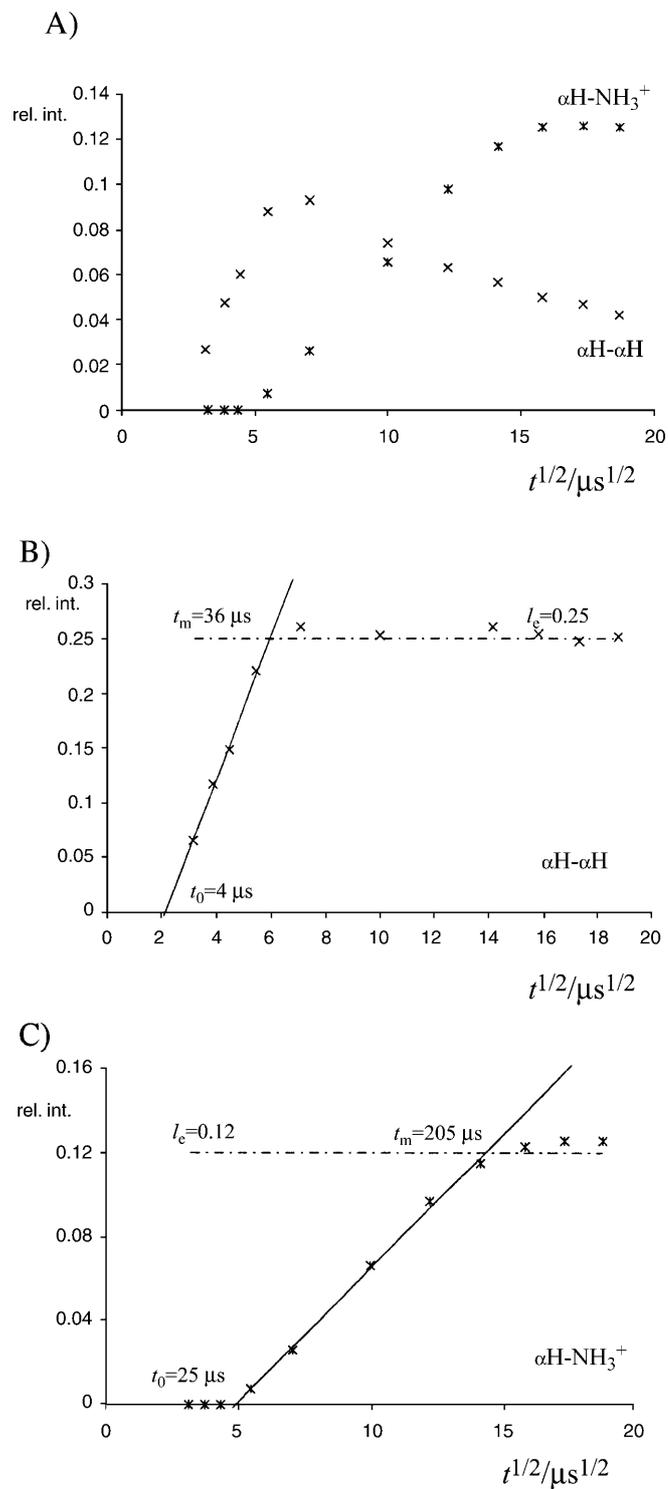 A)
0.14
rel. int.
αH-NH₃⁺
0.12
0.1
0.08
0.06
0.04
αH-αH
0.02
0
0 5 10 15 20
t¹/²/μs¹/²
B)
0.3
rel. int.
tₘ=36 μs
lₑ=0.25
0.25
0.2
0.15
0.1
0.05
αH-αH
t₀=4 μs
0
0 2 4 6 8 10 12 14 16 18 20
t¹/²/μs¹/²
C)
0.16
rel. int.
lₑ=0.12
tₘ=205 μs
0.12
0.08
0.04
αH-NH₃⁺
t₀=25 μs
0
0 5 10 15 20
t¹/²/μs¹/²